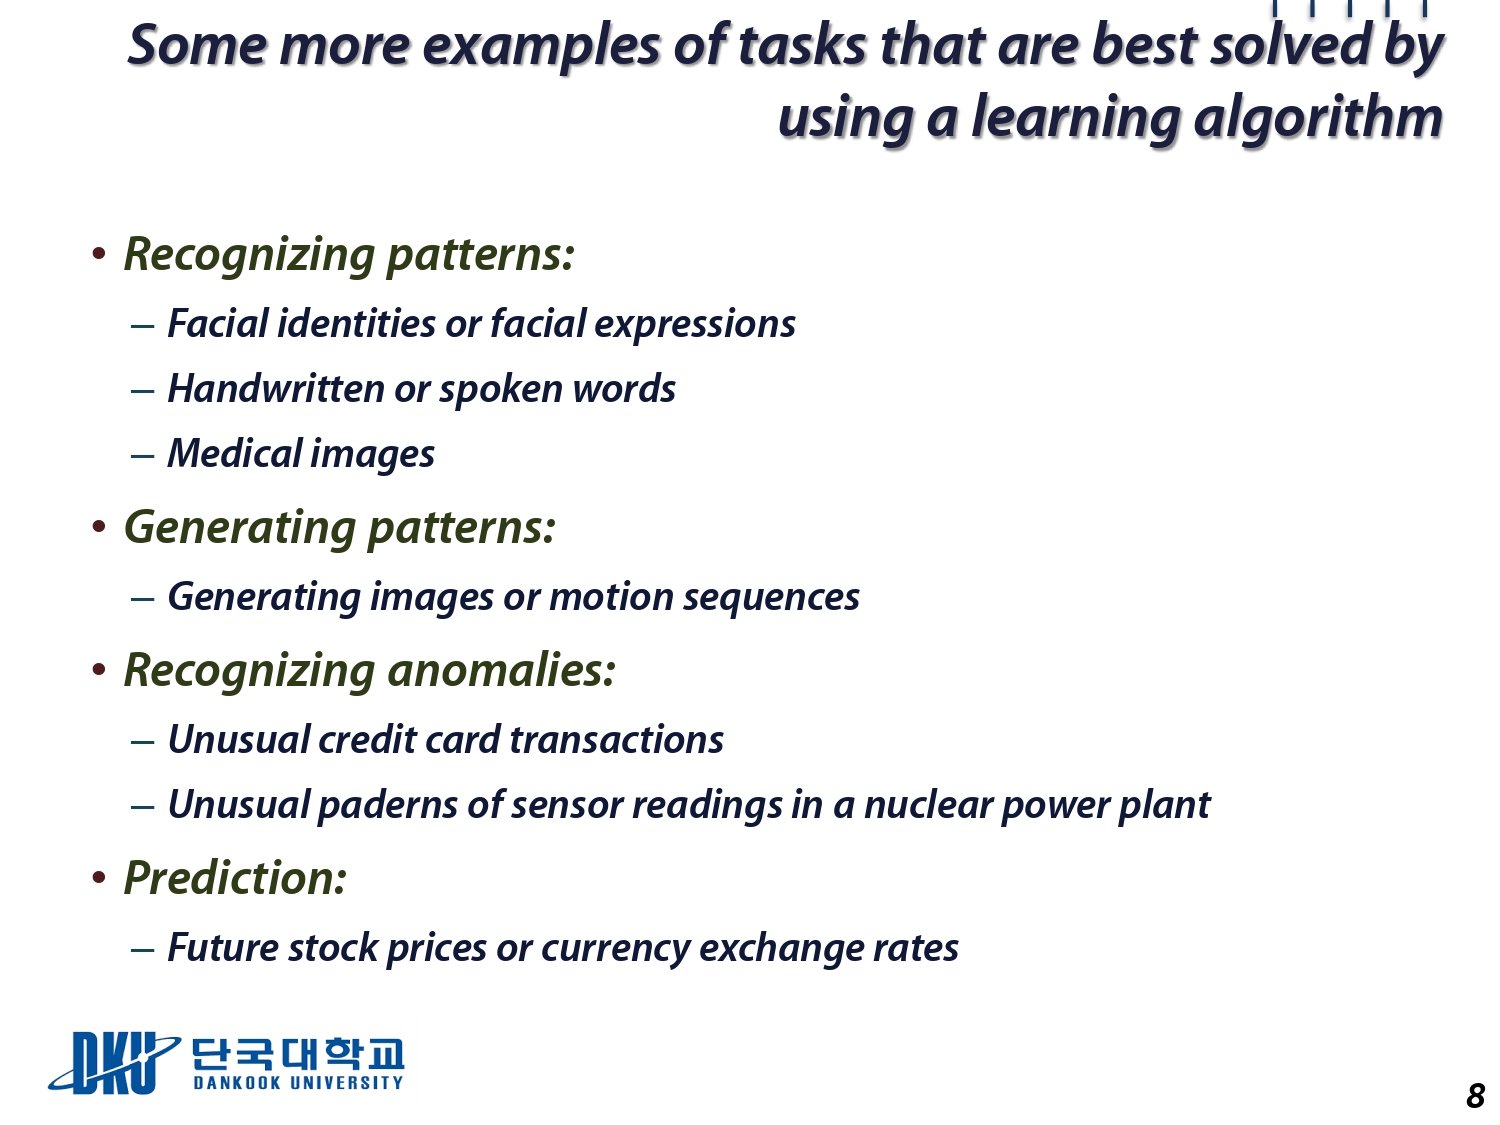 Some more examples of tasks that are best solved by
using a learning algorithm
• Recognizing patterns:
– Facial identities or facial expressions
– Handwritten or spoken words
– Medical images
• Generating patterns:
– Generating images or motion sequences
• Recognizing anomalies:
– Unusual credit card transactions
– Unusual paderns of sensor readings in a nuclear power plant
• Prediction:
– Future stock prices or currency exchange rates
DKU 단국대학교
DANKOOK UNIVERSITY
8